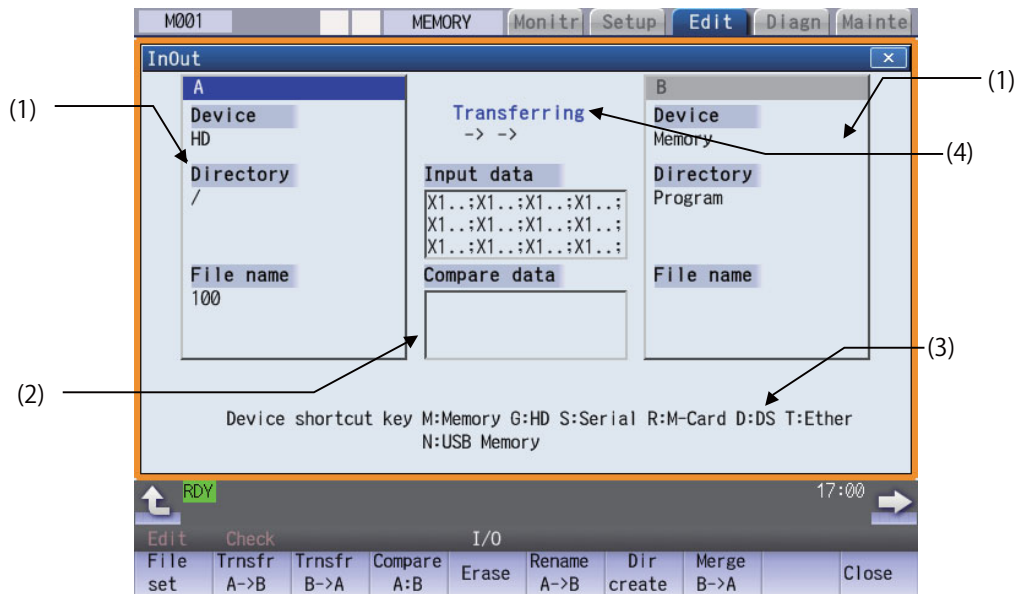 M001 MEMORY Monitr Setup Edit Diagn Mainte
InOut
A
Device
HD
Directory
/
File name
100
Transferring
-> ->
Input data
X1..;X1..;X1..;X1..;
X1..;X1..;X1..;X1..;
X1..;X1..;X1..;X1..;
Compare data
B
Device
Memory
Directory
Program
File name
(1)
(1)
(4)
(3)
(2)
Device shortcut key M:Memory G:HD S:Serial R:M-Card D:DS T:Ether
N:USB Memory
RDY 17:00
Edit Check I/O
File set
Trnsfr A->B
Trnsfr B->A
Compare A:B
Erase
Rename A->B
Dir create
Merge B->A
Close